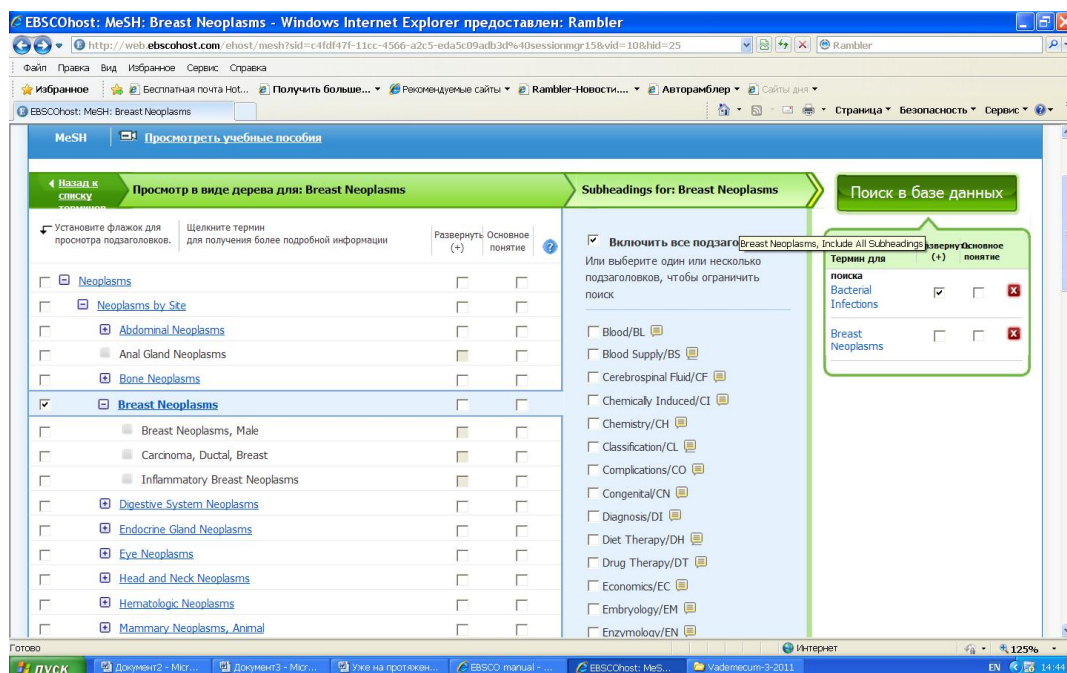 EBSCOhost: MeSH: Breast Neoplasms - Windows Internet Explorer предоставлен: Rambler
http://web.ebscohost.com/ehost/mesh?sid=c4fdf47f-11cc-4566-a2c5-eda5c09adb3d%40sessionmgr15&vid=10&hid=25
Rambler
Файл Правка Вид Избранное Сервис Справка
Избранное Бесплатная почта Hot... Получить больше... Рекомендуемые сайты Rambler-Новости.... Авторамблер Сайты дня
EBSCOhost: MeSH: Breast Neoplasms
Страница Безопасность Сервис
MeSH Просмотреть учебные пособия
Назад к
списку
терминов
Просмотр в виде дерева для: Breast Neoplasms
Установите флажок для
просмотра подзаголовков.
Щелкните термин
для получения более подробной информации
Развернуть
(+)
Основное
понятие
Neoplasms
Neoplasms by Site
Abdominal Neoplasms
Anal Gland Neoplasms
Bone Neoplasms
Breast Neoplasms
Breast Neoplasms, Male
Carcinoma, Ductal, Breast
Inflammatory Breast Neoplasms
Digestive System Neoplasms
Endocrine Gland Neoplasms
Eye Neoplasms
Head and Neck Neoplasms
Hematologic Neoplasms
Mammary Neoplasms, Animal
Subheadings for: Breast Neoplasms
Включить все подзаго
Breast Neoplasms, Include All Subheadings
Или выберите один или несколько
подзаголовков, чтобы ограничить
поиск
Blood/BL
Blood Supply/BS
Cerebrospinal Fluid/CF
Chemically Induced/CI
Chemistry/CH
Classification/CL
Complications/CO
Congenital/CN
Diagnosis/DI
Diet Therapy/DH
Drug Therapy/DT
Economics/EC
Embryology/EM
Enzymology/EN
Поиск в базе данных
Термин для
поиска
(+)
Основное
понятие
Bacterial
Infections
Breast
Neoplasms
Готово
Интернет
125%
пуск Документ2 - Micr... Документ3 - Micr... Уже на протяжен... EBSCO manual - ... EBSCOhost: MeS... Vademecum-3-2011 EN 14:44